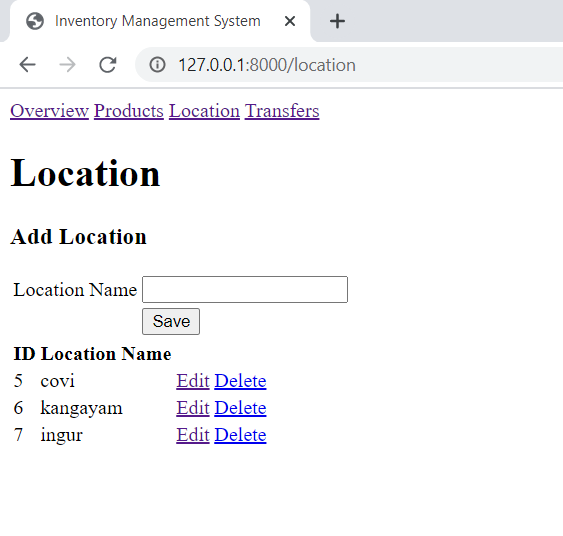 Inventory Management System
127.0.0.1:8000/location
Overview Products Location Transfers
Location
Add Location
Location Name
Save
ID Location Name
5 covi Edit Delete
6 kangayam Edit Delete
7 ingur Edit Delete